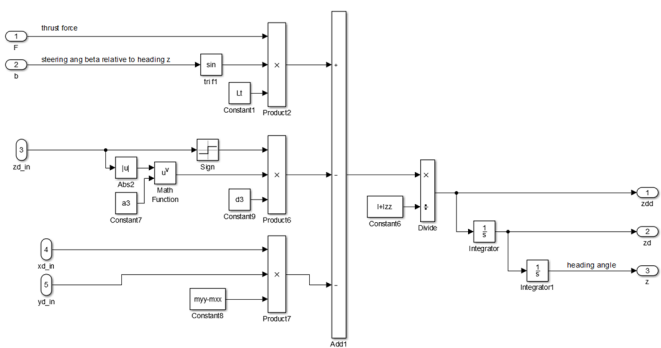 thrust force
1
F
steering ang beta relative to heading z
2
b
sin
trif1
Lt
Constant1
×
Product2
+
3
zd_in
|u|
Abs2
Sign
u^v
Math
Function
a3
Constant7
d3
Constant9
×
Product6
−
I+Izz
Constant6
×
÷
Divide
1
zdd
1
s
Integrator
2
zd
heading angle
1
s
Integrator1
3
z
4
xd_in
5
yd_in
myy-mxx
Constant8
×
Product7
−
Add1